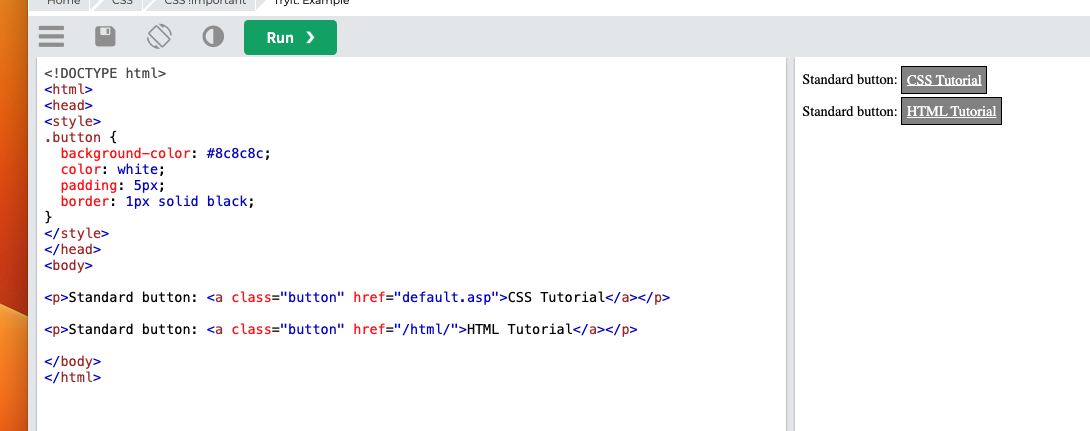 Home CSS CSS !important Tryit: Example
Run ❯
<!DOCTYPE html>
<html>
<head>
<style>
.button {
  background-color: #8c8c8c;
  color: white;
  padding: 5px;
  border: 1px solid black;
}
</style>
</head>
<body>

<p>Standard button: <a class="button" href="default.asp">CSS Tutorial</a></p>

<p>Standard button: <a class="button" href="/html/">HTML Tutorial</a></p>

</body>
</html>
Standard button: CSS Tutorial
Standard button: HTML Tutorial